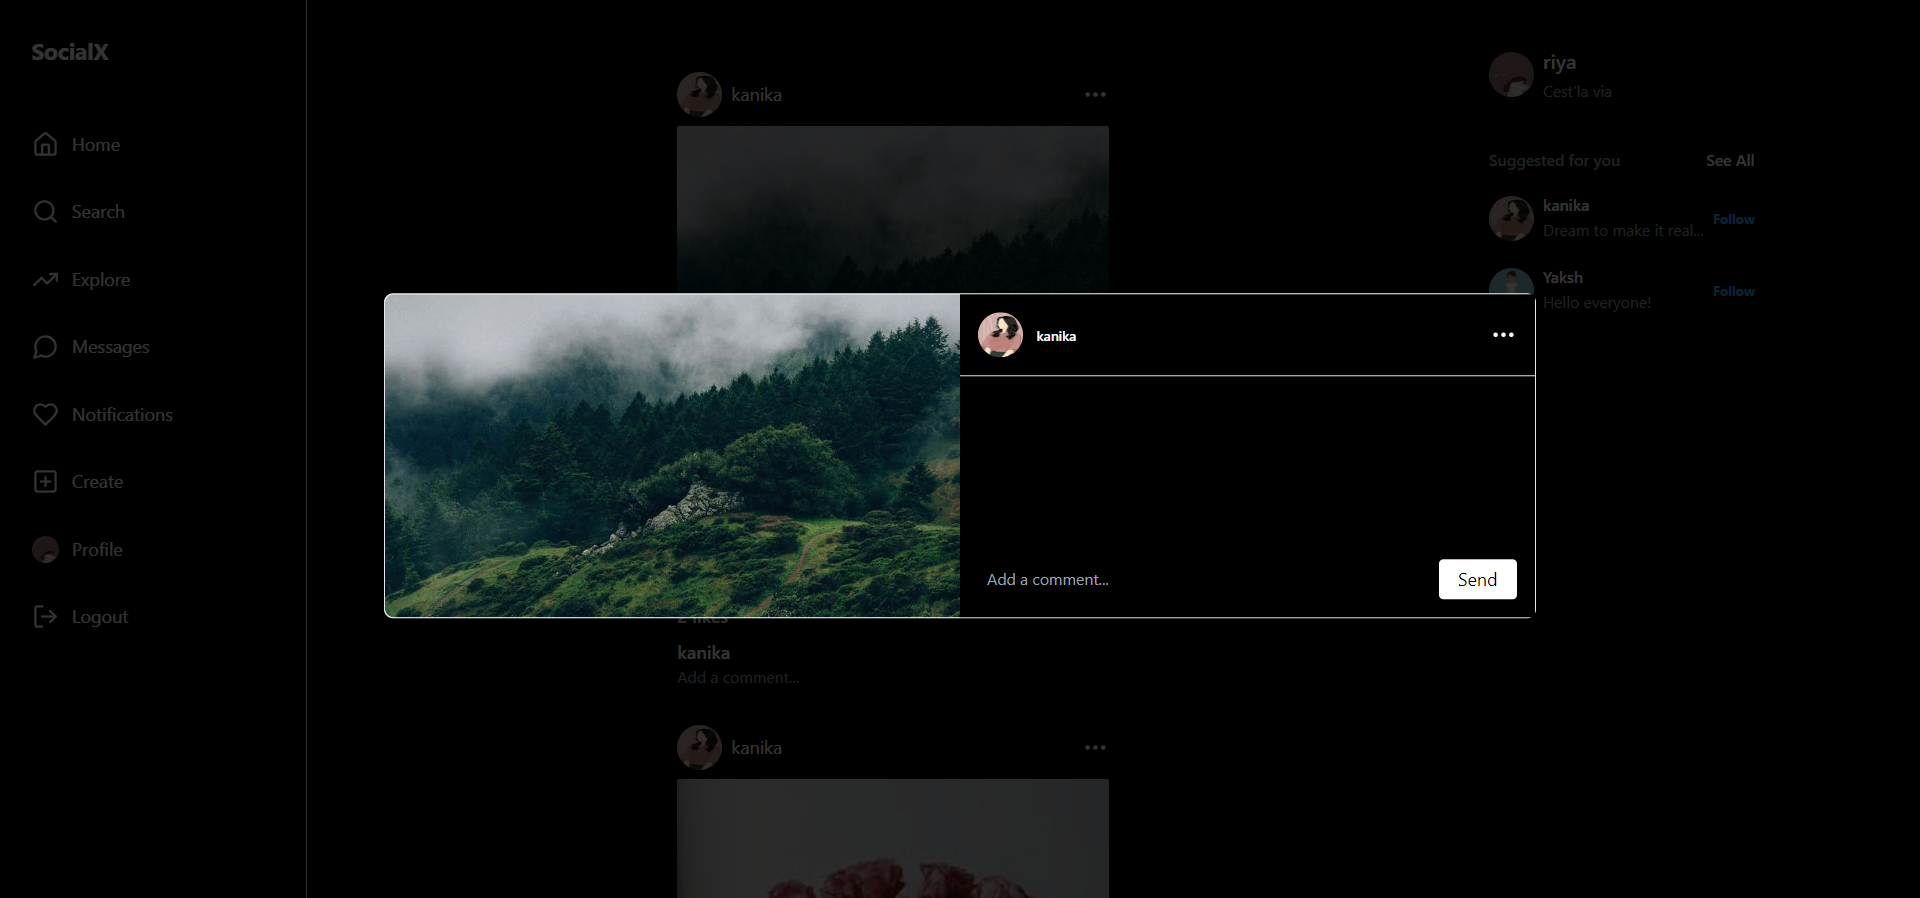 SocialX
Home
Search
Explore
Messages
Notifications
Create
Profile
Logout
kanika
kanika
Add a comment...
Send
2 likes
kanika
Add a comment...
kanika
riya
Cest'la via
Suggested for you See All
kanika
Dream to make it real... Follow
Yaksh
Hello everyone! Follow